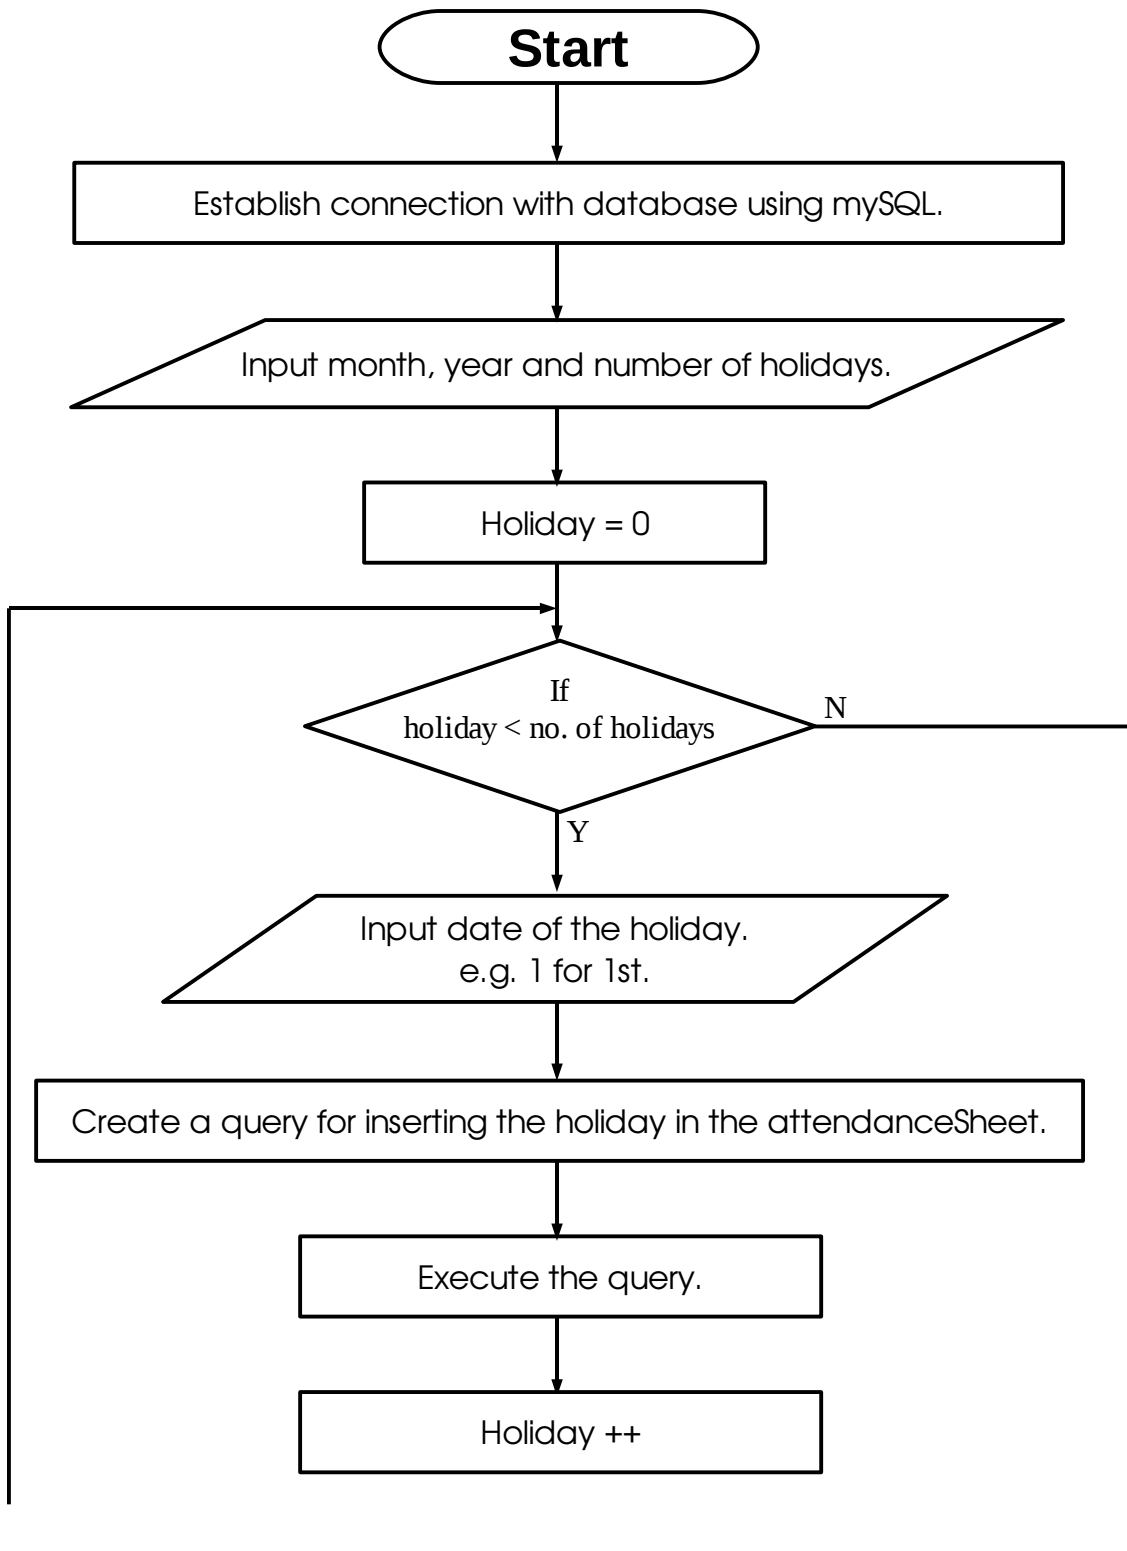 Start
Establish connection with database using mySQL.
Input month, year and number of holidays.
Holiday = 0
If
holiday < no. of holidays
N
Y
Input date of the holiday.
e.g. 1 for 1st.
Create a query for inserting the holiday in the attendanceSheet.
Execute the query.
Holiday ++